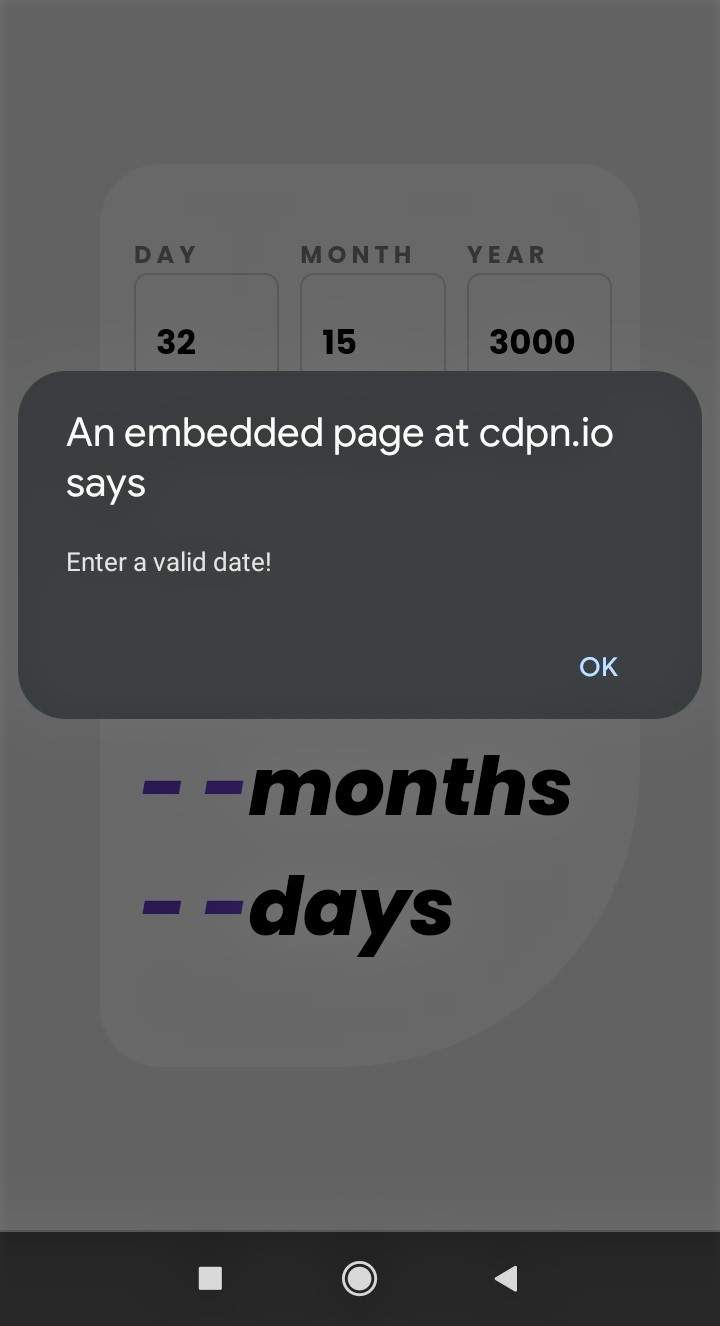 DAY MONTH YEAR
32 15 3000
An embedded page at cdpn.io
says
Enter a valid date!
OK
- -months
- -days